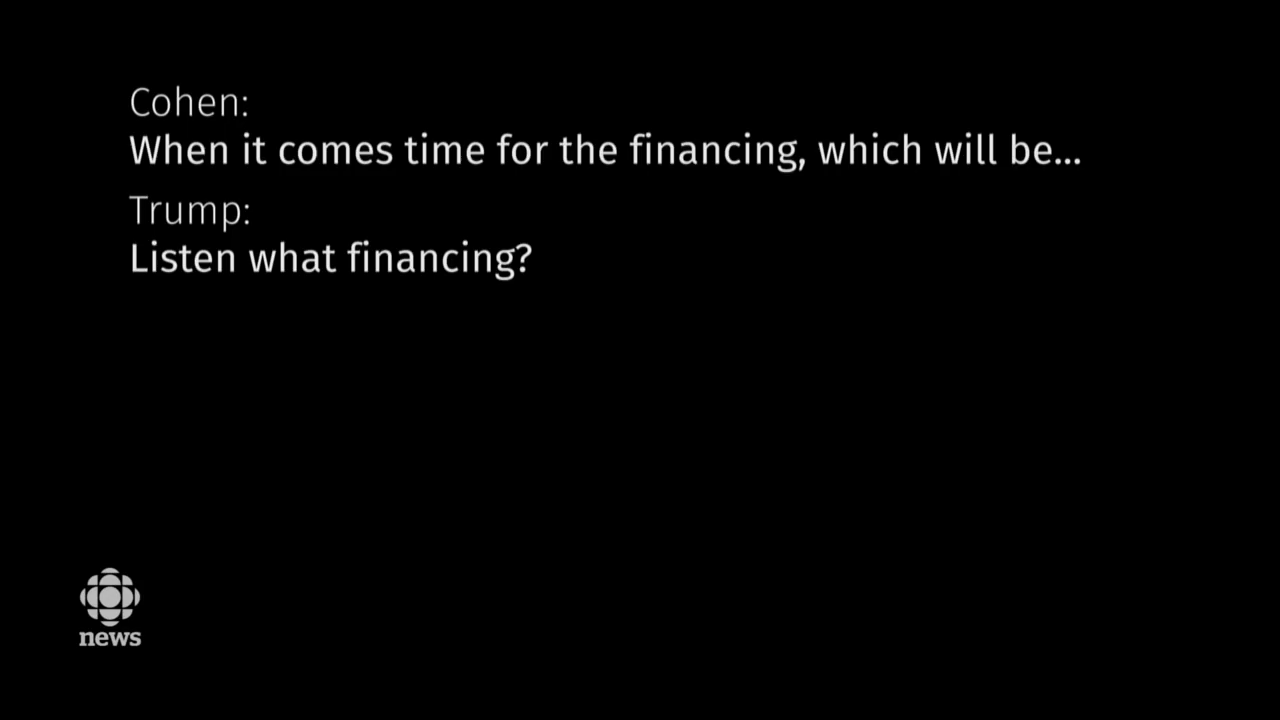 Cohen:
When it comes time for the financing, which will be...
Trump:
Listen what financing?
news